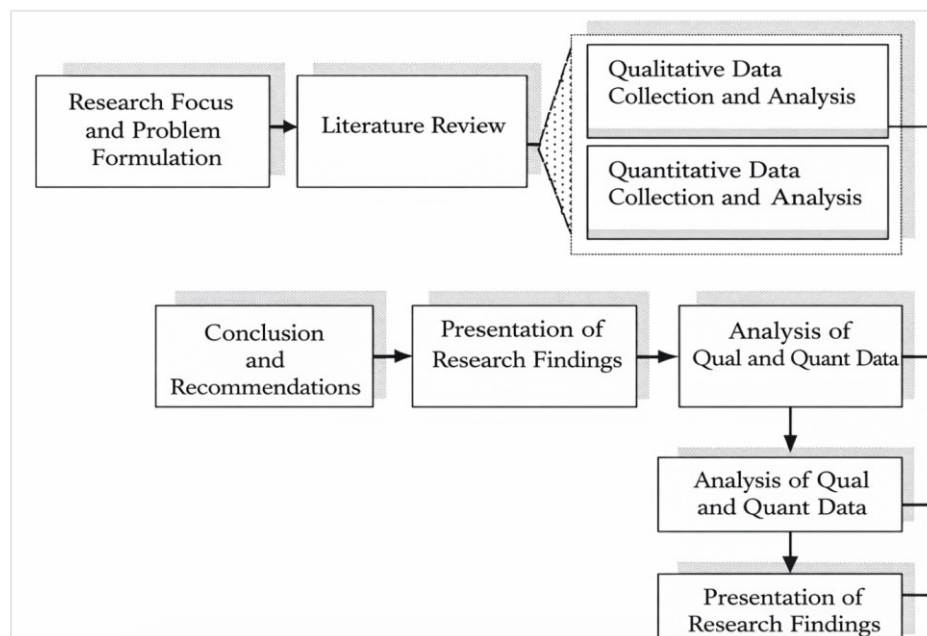 Research Focus
and Problem
Formulation
Literature Review
Qualitative Data
Collection and Analysis
Quantitative Data
Collection and Analysis
Conclusion
and
Recommendations
Presentation of
Research Findings
Analysis of
Qual and Quant Data
Analysis of Qual
and Quant Data
Presentation of
Research Findings